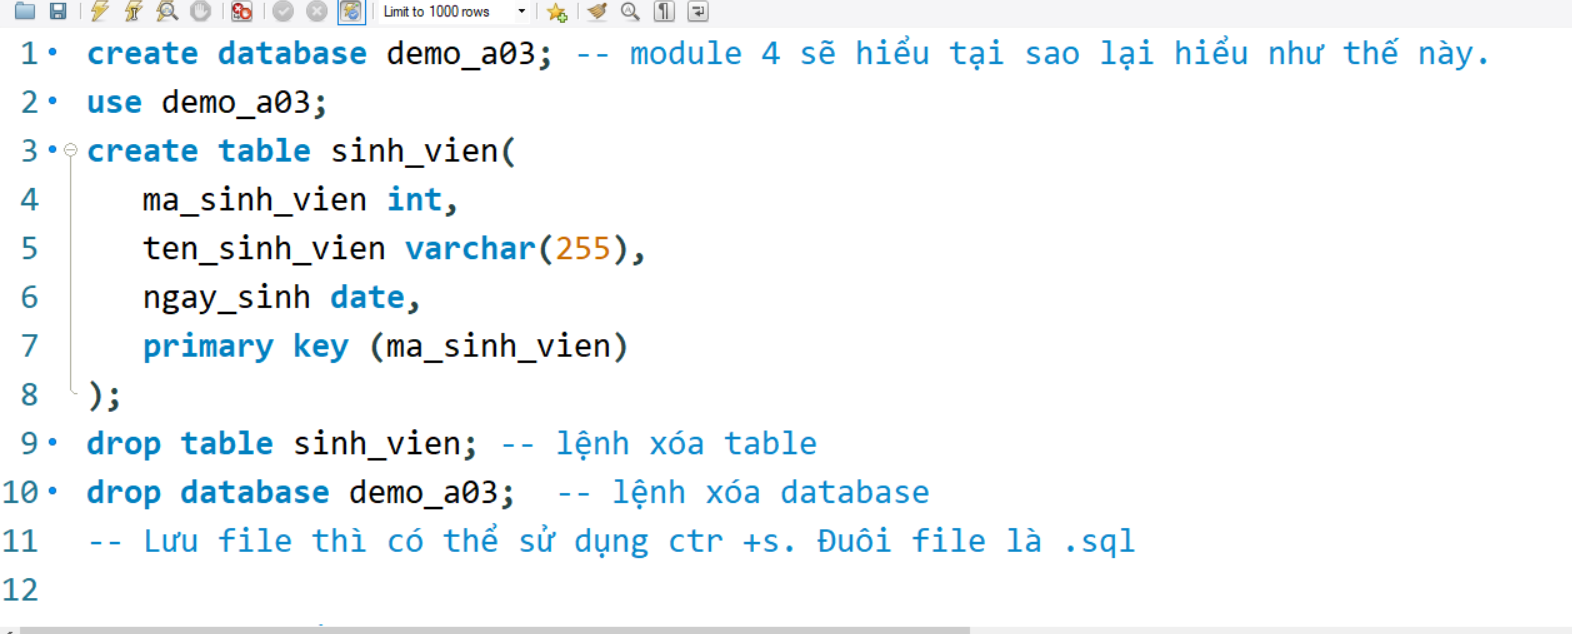 Limit to 1000 rows
1 create database demo_a03; -- module 4 sẽ hiểu tại sao lại hiểu như thế này.
2 use demo_a03;
3 create table sinh_vien(
4 ma_sinh_vien int,
5 ten_sinh_vien varchar(255),
6 ngay_sinh date,
7 primary key (ma_sinh_vien)
8 );
9 drop table sinh_vien; -- lệnh xóa table
10 drop database demo_a03; -- lệnh xóa database
11 -- Lưu file thì có thể sử dụng ctr +s. Đuôi file là .sql
12